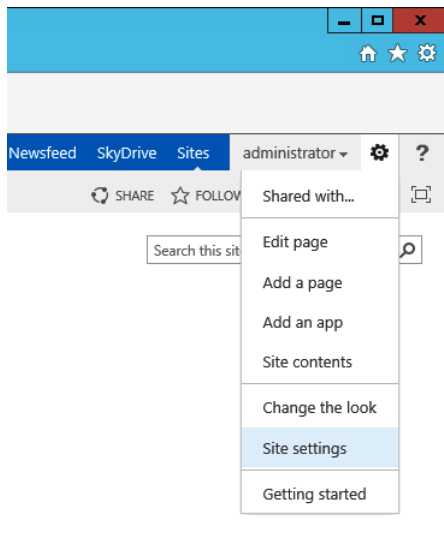 Newsfeed SkyDrive Sites administrator ?
SHARE FOLLOW
Shared with...
Search this sit
Edit page
Add a page
Add an app
Site contents
Change the look
Site settings
Getting started